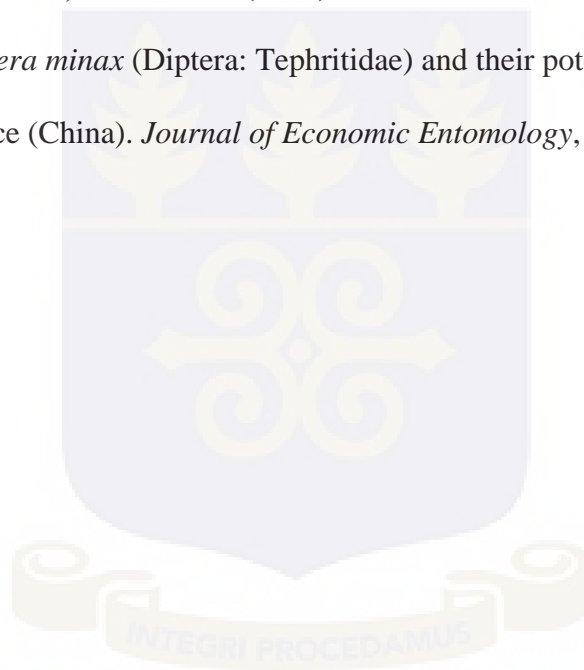 era minax (Diptera: Tephritidae) and their pot
ce (China). Journal of Economic Entomology,
INTEGRI PROCEDAMUS